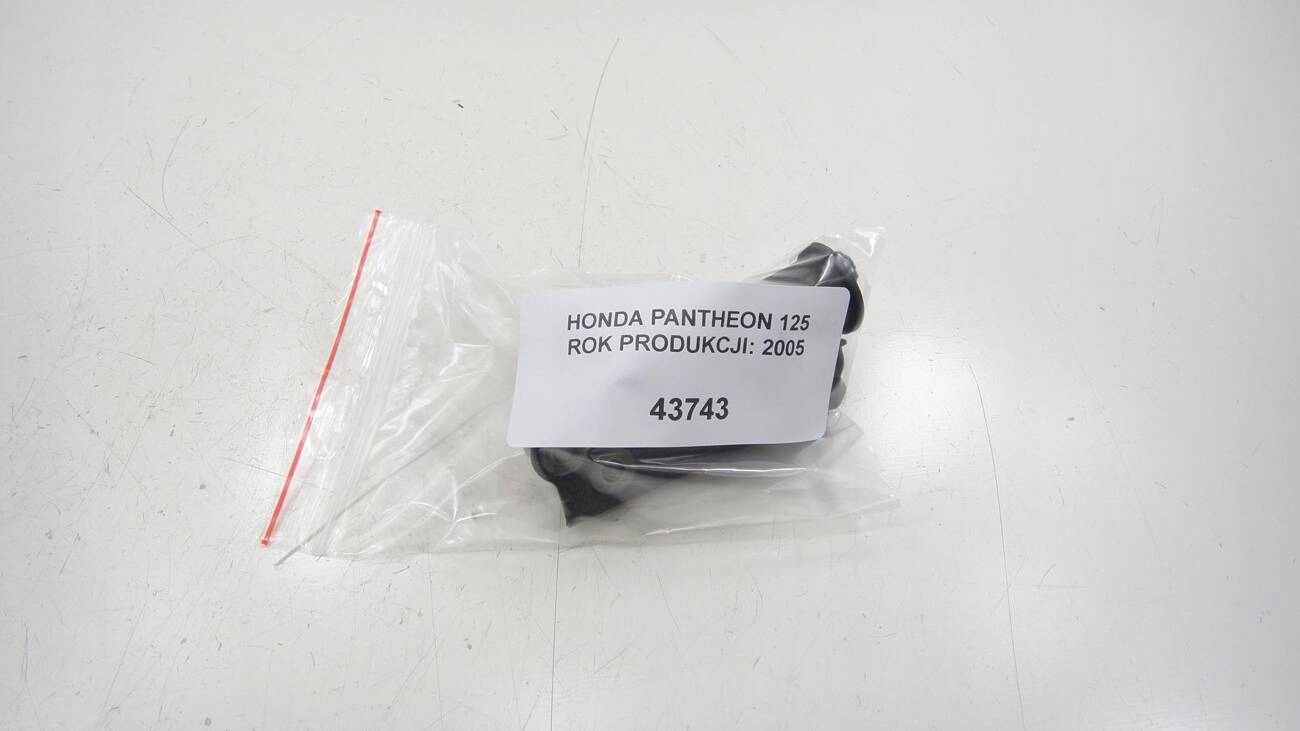 HONDA PANTHEON 125
ROK PRODUKCJI: 2005
43743